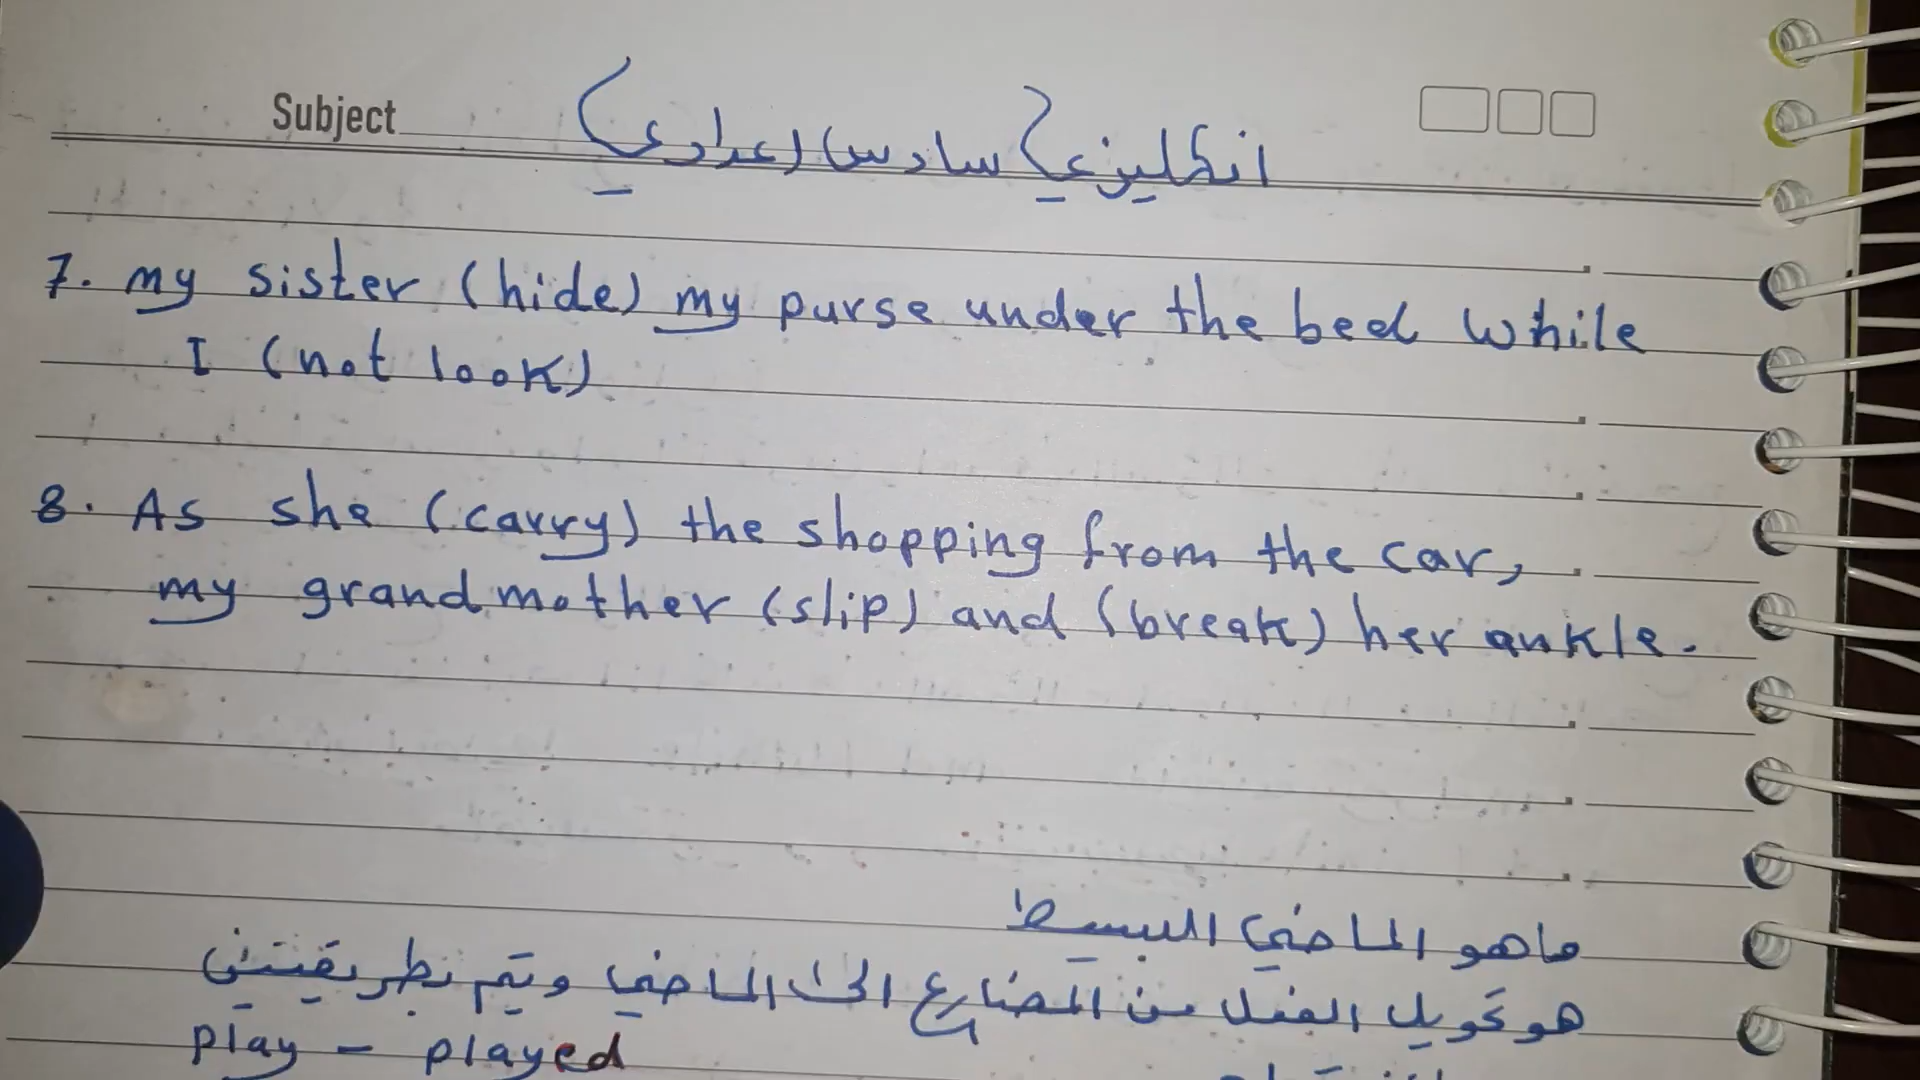 Subject
انكليزي سادس اعدادي
7. my sister (hide) my purse under the bed while
I (not look)
8. As she (carry) the shopping from the car,
my grandmother (slip) and (break) her ankle.
ماهو الماضي البسيط
هو تحويل الفعل من المضارع الى الماضي ويتم بطريقتين
play - played